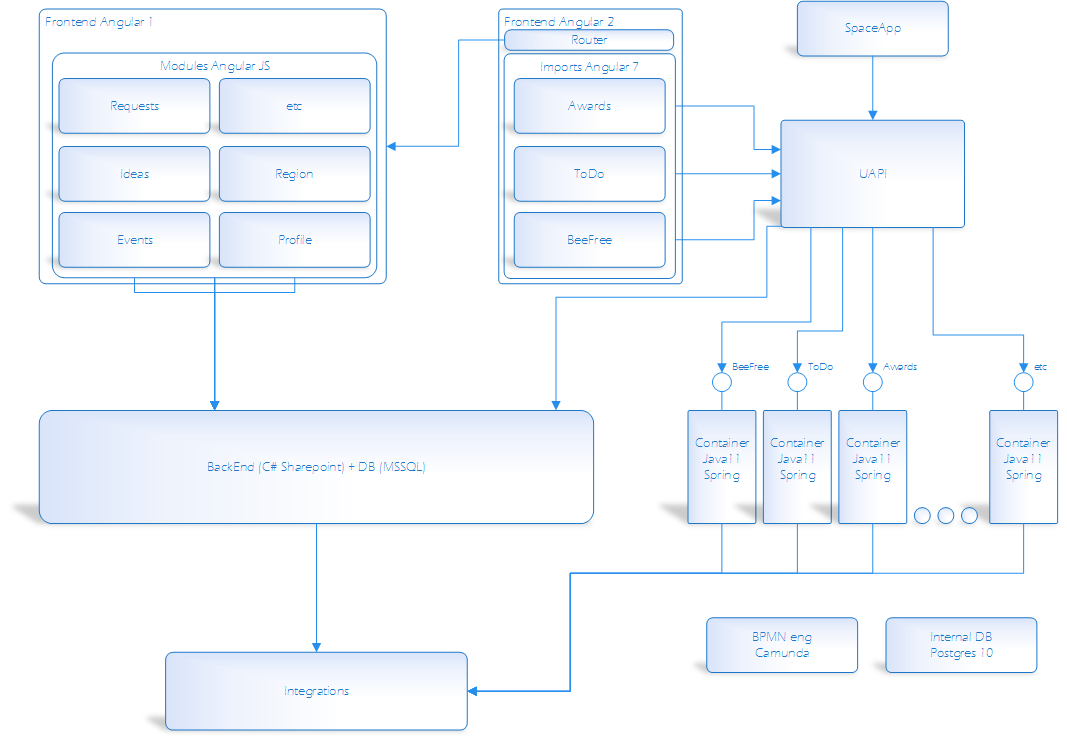 Frontend Angular 1
Modules Angular JS
Requests
etc
Ideas
Region
Events
Profile
Frontend Angular 2
Router
Imports Angular 7
Awards
ToDo
BeeFree
SpaceApp
UAPI
BeeFree
ToDo
Awards
etc
BackEnd (C# Sharepoint) + DB (MSSQL)
Container
Java11
Spring
Container
Java11
Spring
Container
Java11
Spring
Container
Java11
Spring
BPMN eng
Camunda
Internal DB
Postgres 10
Integrations